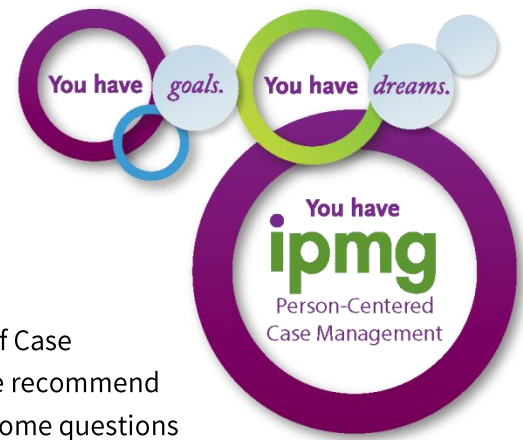 You have goals. You have dreams.
You have
ipmg
Person-Centered
Case Management
f Case
e recommend
ome questions